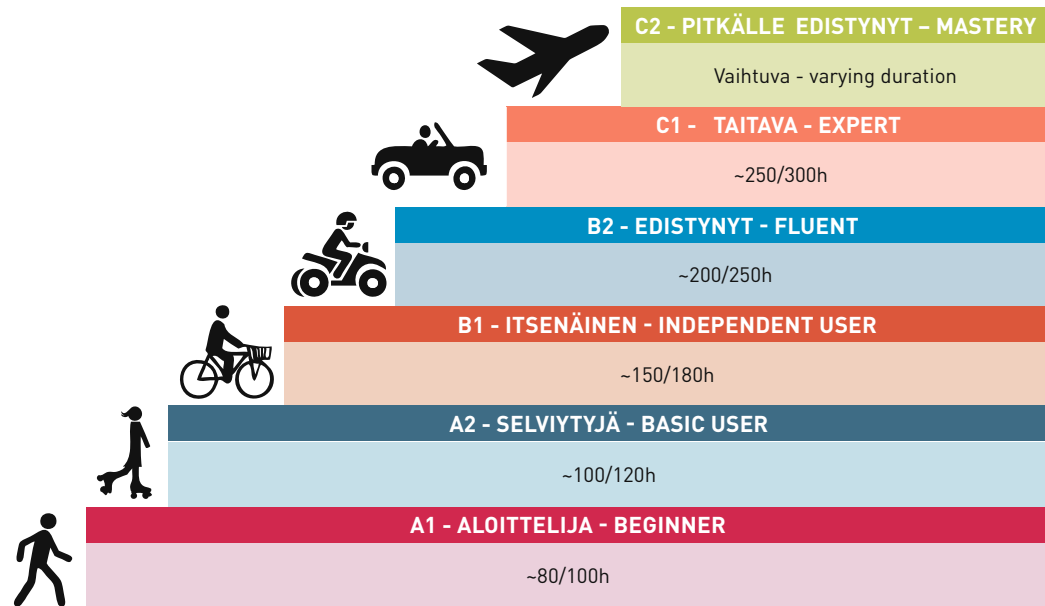 C2 - PITKÄLLE EDISTYNYT – MASTERY
Vaihtuva - varying duration
C1 - TAITAVA - EXPERT
~250/300h
B2 - EDISTYNYT - FLUENT
~200/250h
B1 - ITSENÄINEN - INDEPENDENT USER
~150/180h
A2 - SELVIYTYJÄ - BASIC USER
~100/120h
A1 - ALOITTELIJA - BEGINNER
~80/100h